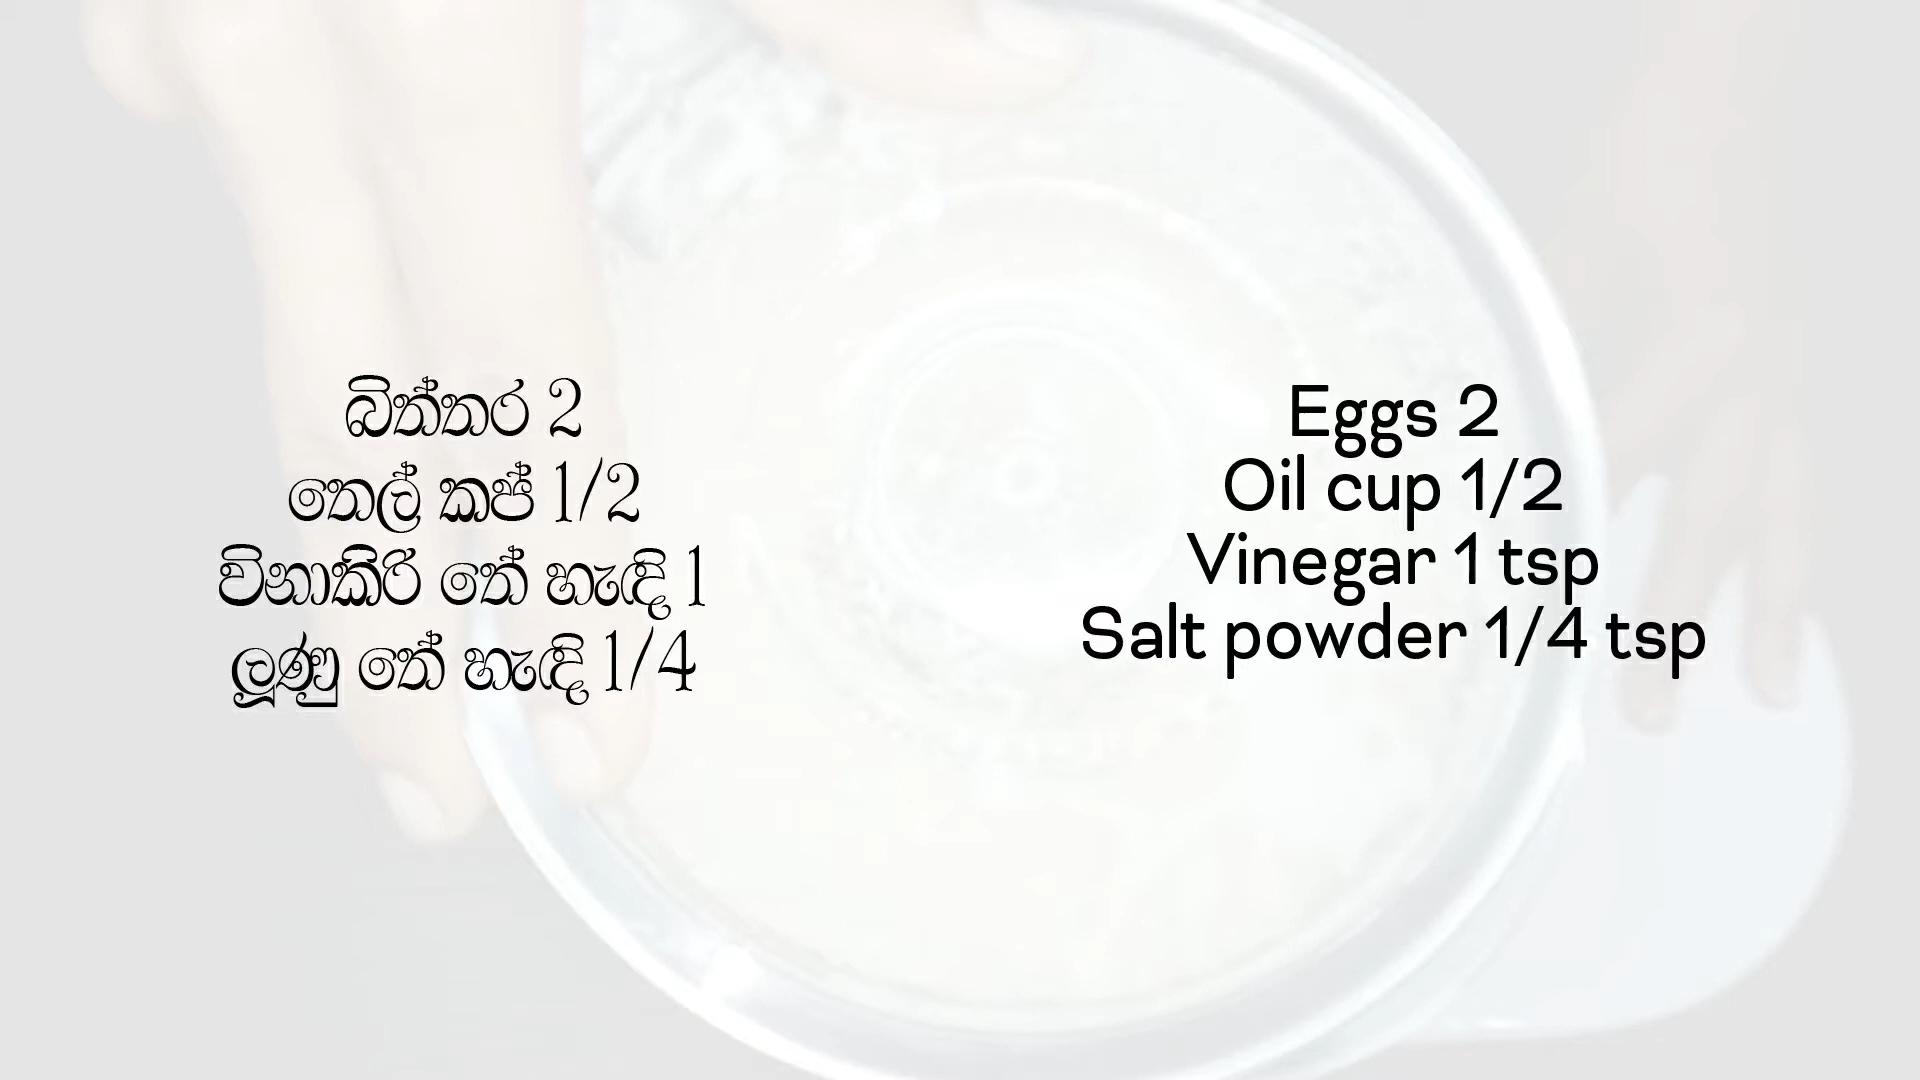 බිත්තර 2
තෙල් කප් 1/2
විනාකිරි තේ හැඳි 1
ලූණු තේ හැඳි 1/4
Eggs 2
Oil cup 1/2
Vinegar 1 tsp
Salt powder 1/4 tsp